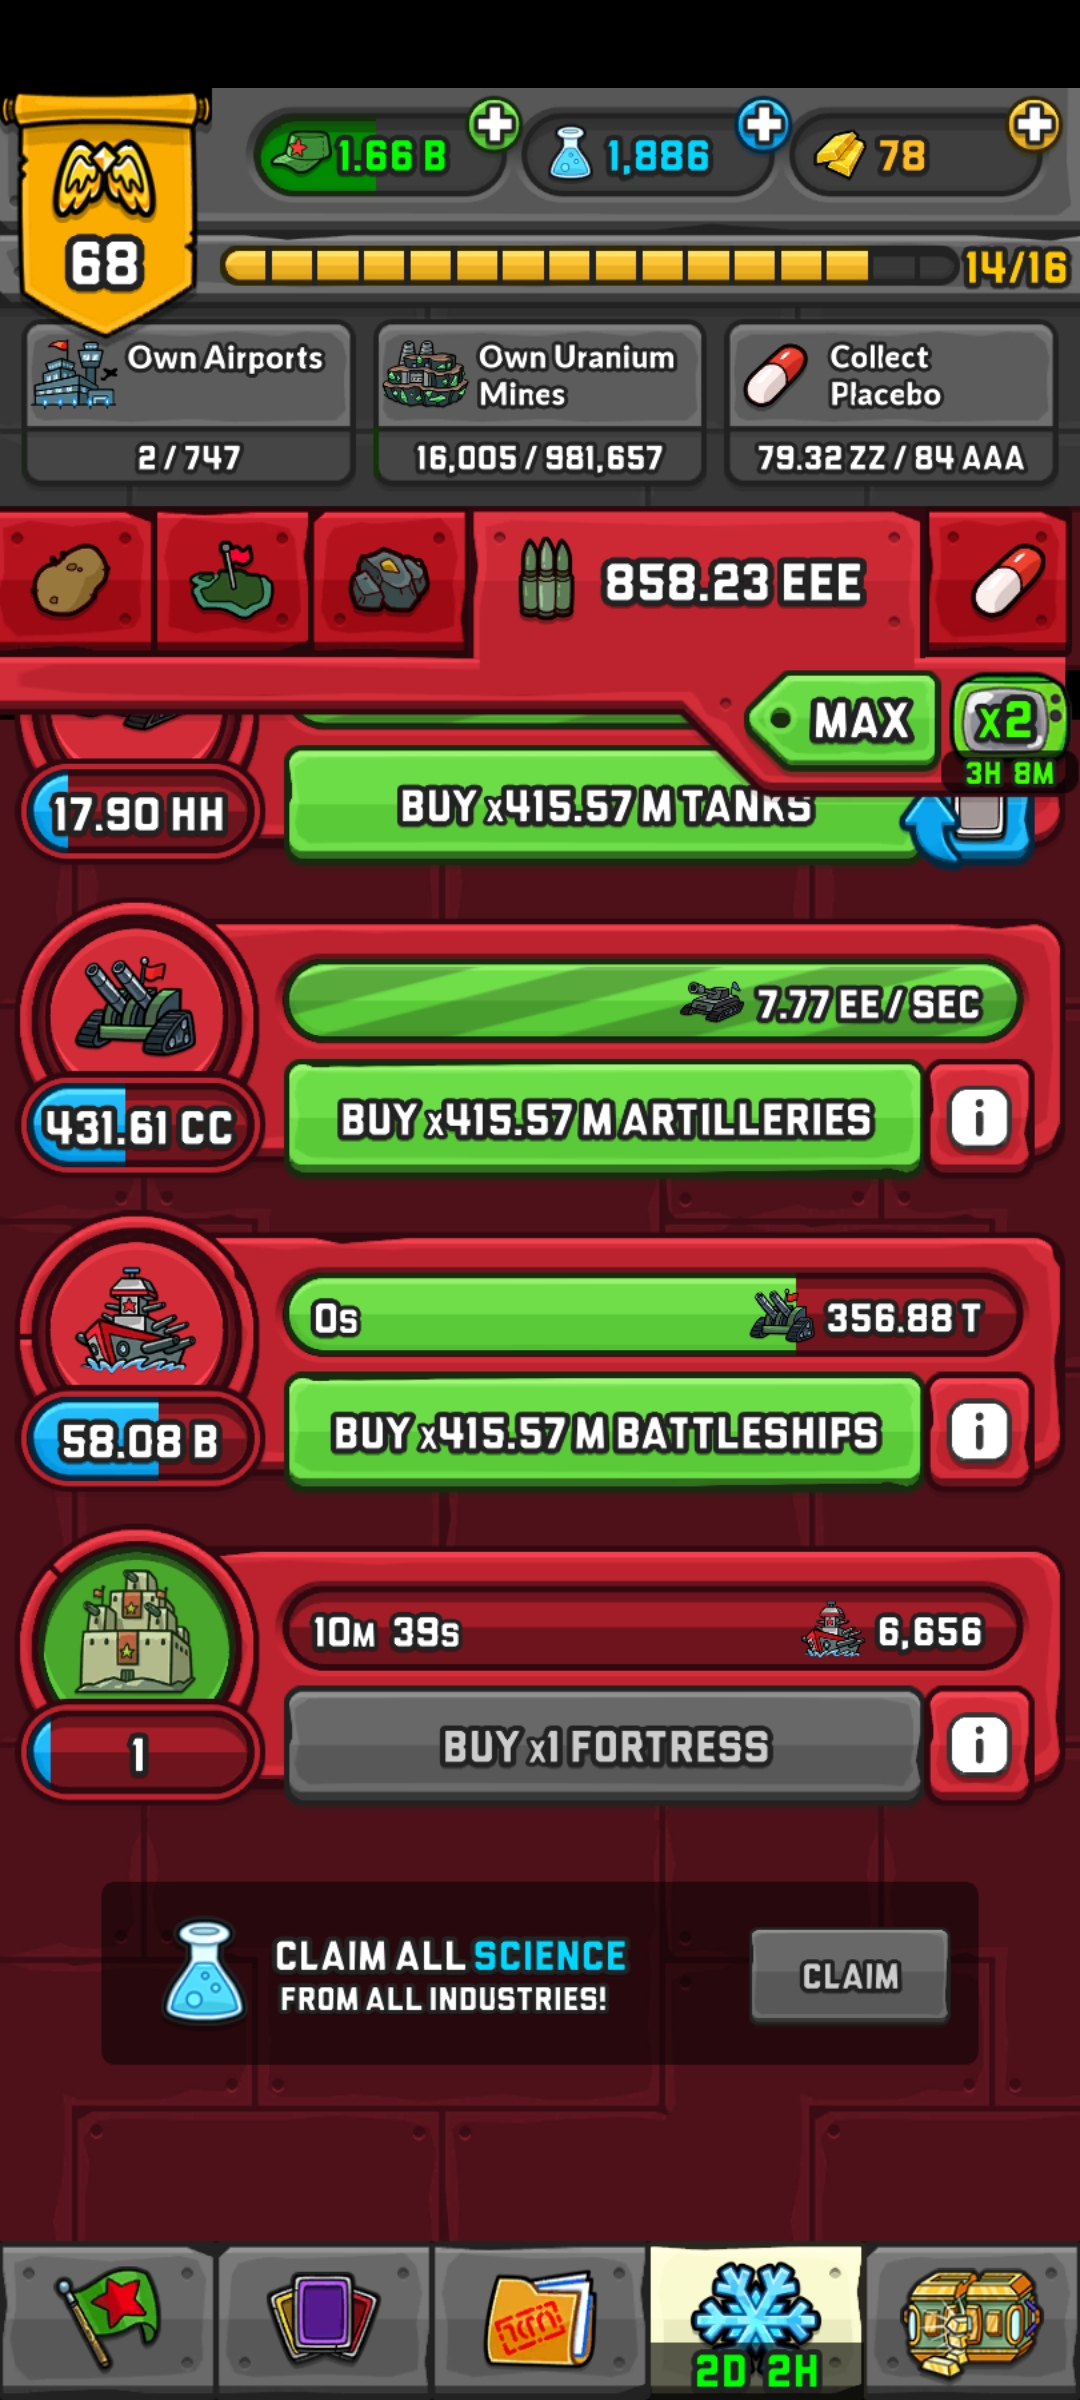 1.66 B
1,886
78
68
14/16
Own Airports
2 / 747
Own Uranium
Mines
16,005 / 981,657
Collect
Placebo
79.32 ZZ / 84 AAA
858.23 EEE
MAX
x2
3H 8M
17.90 HH
BUY x415.57 M TANKS
7.77 EE / SEC
431.61 CC
BUY x415.57 M ARTILLERIES
i
0s
356.88 T
58.08 B
BUY x415.57 M BATTLESHIPS
i
10M 39s
6,656
1
BUY x1 FORTRESS
i
CLAIM ALL SCIENCE
FROM ALL INDUSTRIES!
CLAIM
2D 2H